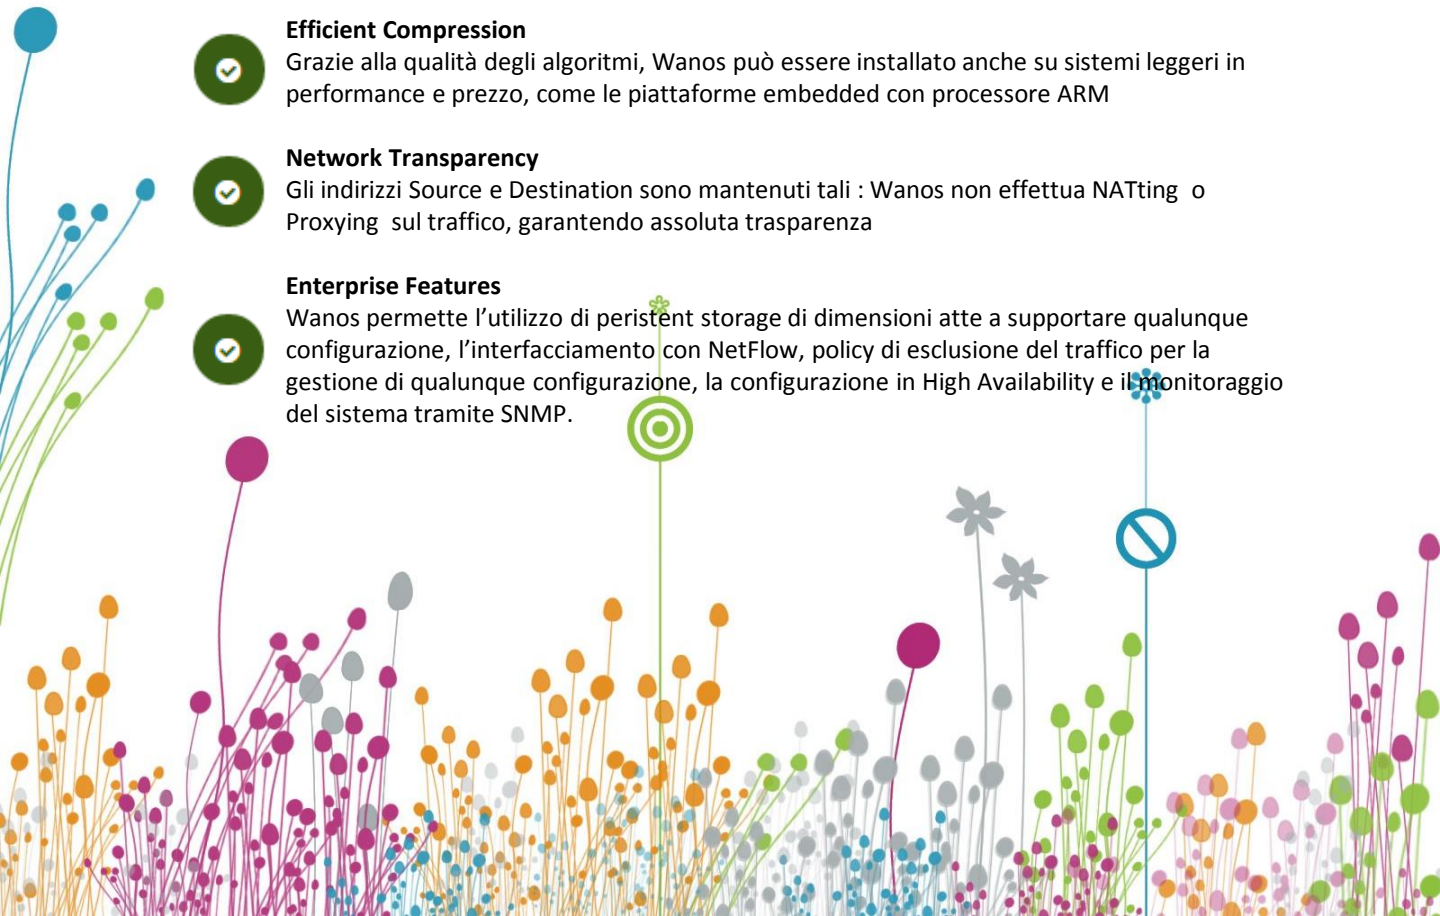 Efficient Compression
Grazie alla qualità degli algoritmi, Wanos può essere installato anche su sistemi leggeri in
performance e prezzo, come le piattaforme embedded con processore ARM
Network Transparency
Gli indirizzi Source e Destination sono mantenuti tali : Wanos non effettua NATting  o
Proxying  sul traffico, garantendo assoluta trasparenza
Enterprise Features
Wanos permette l’utilizzo di peristent storage di dimensioni atte a supportare qualunque
configurazione, l’interfacciamento con NetFlow, policy di esclusione del traffico per la
gestione di qualunque configurazione, la configurazione in High Availability e il monitoraggio
del sistema tramite SNMP.